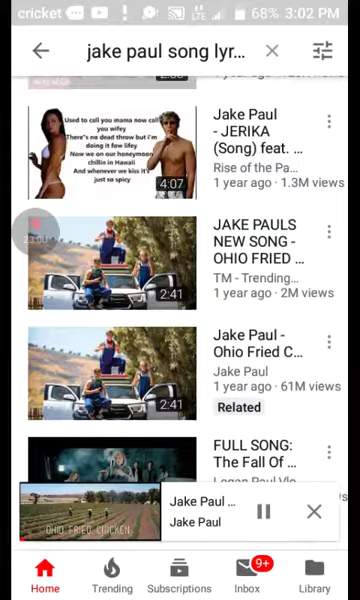 cricket LTE 68% 3:02 PM
jake paul song lyr...
Used to call you mama now call
you wifey
There"s no dead throw but i'm
doing it fow lifey
Now we on our honeymoon
chillin in Hawaii
And whenever we kiss it's
just so spicy
4:07
Jake Paul
- JERIKA
(Song) feat. ...
Rise of the Pa...
1 year ago · 1.3M views
2:41
JAKE PAULS
NEW SONG -
OHIO FRIED ...
TM - Trending...
1 year ago · 2M views
2:41
Jake Paul -
Ohio Fried C...
Jake Paul
1 year ago · 61M views
Related
FULL SONG:
The Fall Of ...
Logan Paul Vlo...
OHIO FRIED CHICKEN
Jake Paul ...
Jake Paul
9+
Home Trending Subscriptions Inbox Library